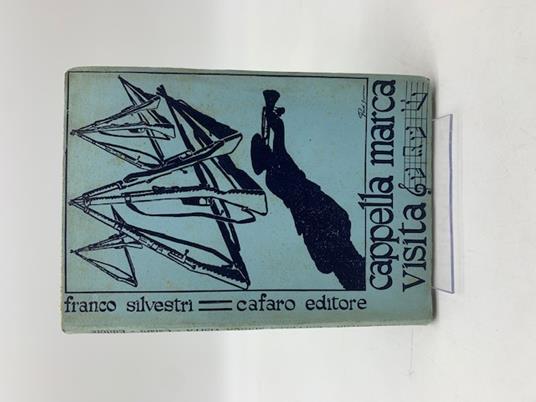 cappella marca
visita
franco silvestri = cafaro editore